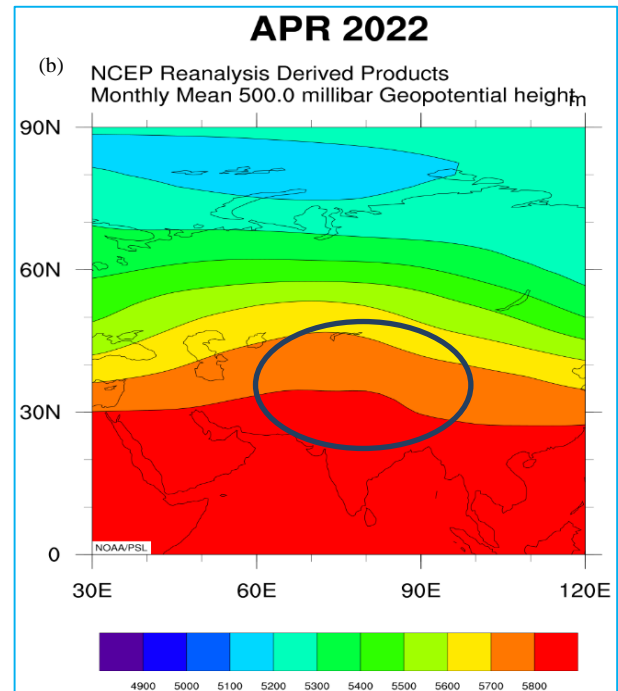 APR 2022
(b)
NCEP Reanalysis Derived Products
Monthly Mean 500.0 millibar Geopotential height m
90N
60N
30N
0
NOAA/PSL
30E 60E 90E 120E
4900 5000 5100 5200 5300 5400 5500 5600 5700 5800